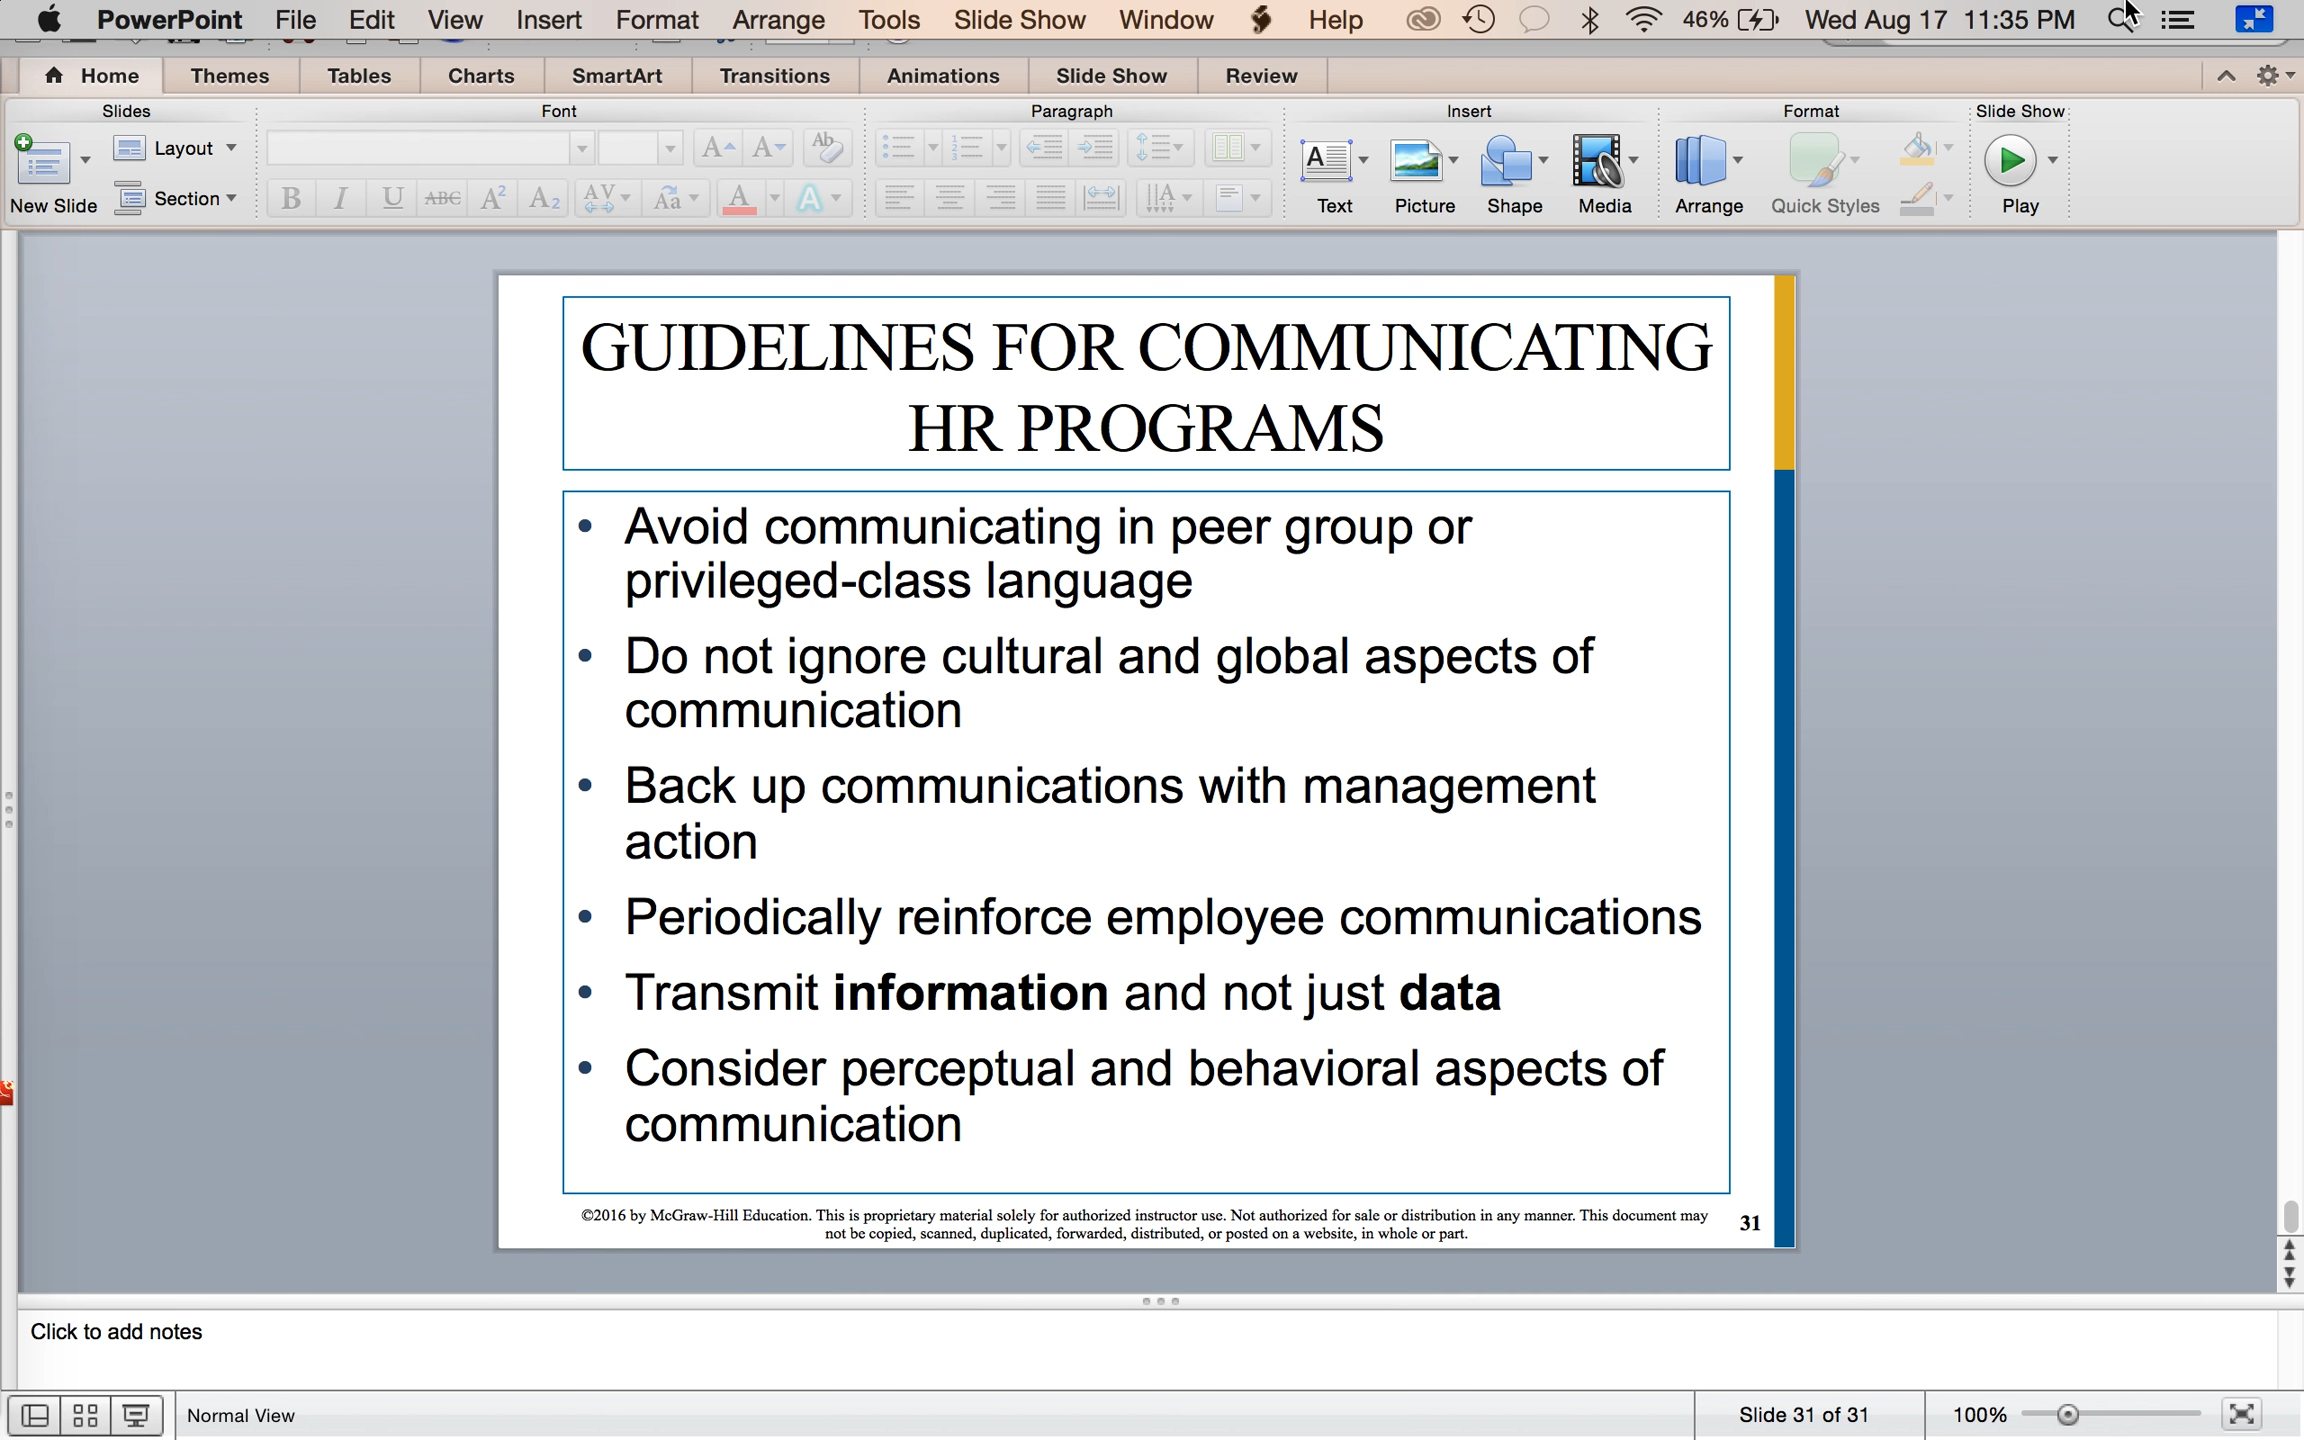 PowerPoint File Edit View Insert Format Arrange Tools Slide Show Window Help 46% Wed Aug 17 11:35 PM
Home Themes Tables Charts SmartArt Transitions Animations Slide Show Review
Slides Font Paragraph Insert Format Slide Show
New Slide Layout Section
Text Picture Shape Media Arrange Quick Styles Play
GUIDELINES FOR COMMUNICATING
HR PROGRAMS
• Avoid communicating in peer group or
privileged-class language
• Do not ignore cultural and global aspects of
communication
• Back up communications with management
action
• Periodically reinforce employee communications
• Transmit information and not just data
• Consider perceptual and behavioral aspects of
communication
©2016 by McGraw-Hill Education. This is proprietary material solely for authorized instructor use. Not authorized for sale or distribution in any manner. This document may
not be copied, scanned, duplicated, forwarded, distributed, or posted on a website, in whole or part.
31
Click to add notes
Normal View Slide 31 of 31 100%